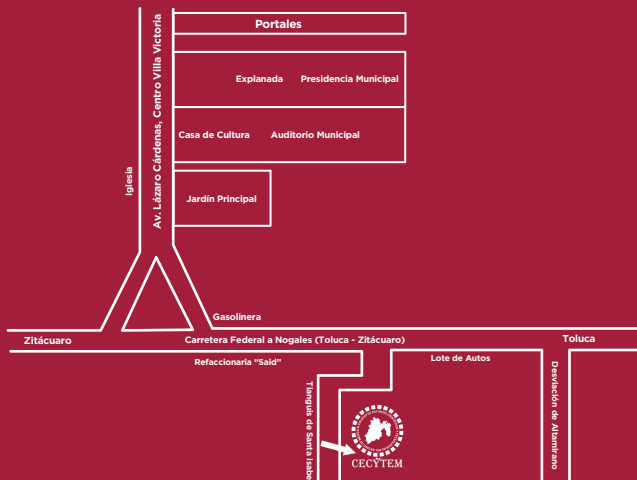 Portales
Av. Lázaro Cárdenas, Centro Villa Victoria
Explanada Presidencia Municipal
Casa de Cultura Auditorio Municipal
Iglesia
Jardín Principal
Gasolinera
Zitácuaro
Carretera Federal a Nogales (Toluca - Zitácuaro)
Toluca
Refaccionaria “Said”
Lote de Autos
Tianguis de Santa Isabe
Desviación de Altamirano
CECyTEM